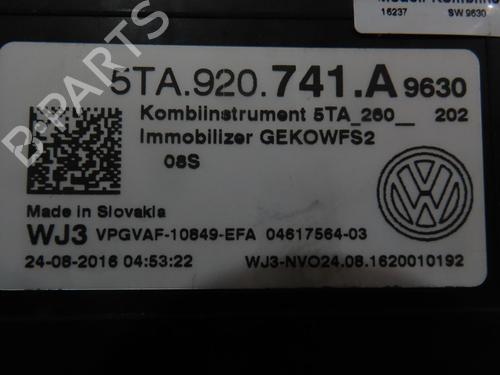 16237 SW 9630
5TA.920.741.A 9630
Kombiinstrument 5TA_260__ 202
Immobilizer GEKOWFS2
08S
Made in Slovakia
WJ3 VPGVAF-10849-EFA 04617564-03
24-08-2016 04:53:22 WJ3-NVO24.08.1620010192
B-PARTS